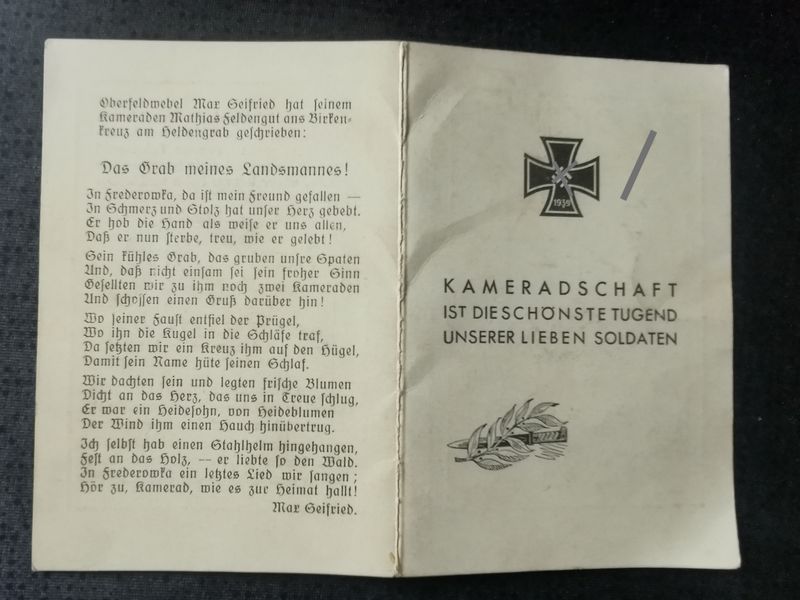 Oberfeldwebel Max Seifried hat seinem
Kameraden Mathias Feldengut ans Birken-
kreuz am Heldengrab geschrieben:
Das Grab meines Landsmannes!
In Frederowka, da ist mein Freund gefallen —
In Schmerz und Stolz hat unser Herz gebebt.
Er hob die Hand als weise er uns allen,
Daß er nun sterbe, treu, wie er gelebt!
Sein kühles Grab, das gruben unsre Spaten
Und, daß nicht einsam sei sein froher Sinn
Gesellten wir zu ihm noch zwei Kameraden
Und schossen einen Gruß darüber hin!
Wo seiner Faust entfiel der Prügel,
Wo ihn die Kugel in die Schläfe traf,
Da setzten wir ein Kreuz ihm auf den Hügel,
Damit sein Name hüte seinen Schlaf.
Wir dachten sein und legten frische Blumen
Dicht an das Herz, das uns in Treue schlug,
Er war ein Heidesohn, von Heideblumen
Der Wind ihm einen Hauch hinübertrug.
Ich selbst hab einen Stahlhelm hingehangen,
Fest an das Holz, — er liebte so den Wald.
In Frederowka ein letztes Lied wir sangen;
Hör zu, Kamerad, wie es zur Heimat hallt!
Max Seifried.
1939
KAMERADSCHAFT
IST DIE SCHÖNSTE TUGEND
UNSERER LIEBEN SOLDATEN